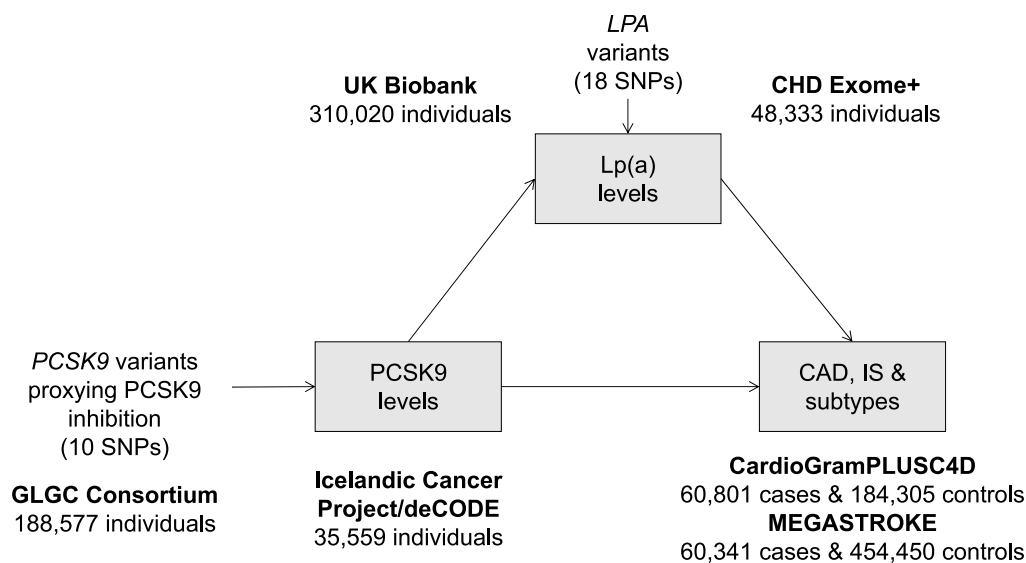 LPA
variants
(18 SNPs)
UK Biobank
310,020 individuals
CHD Exome+
48,333 individuals
Lp(a)
levels
PCSK9 variants
proxying PCSK9
inhibition
(10 SNPs)
GLGC Consortium
188,577 individuals
PCSK9
levels
Icelandic Cancer
Project/deCODE
35,559 individuals
CAD, IS &
subtypes
CardioGramPLUSC4D
60,801 cases & 184,305 controls
MEGASTROKE
60,341 cases & 454,450 controls